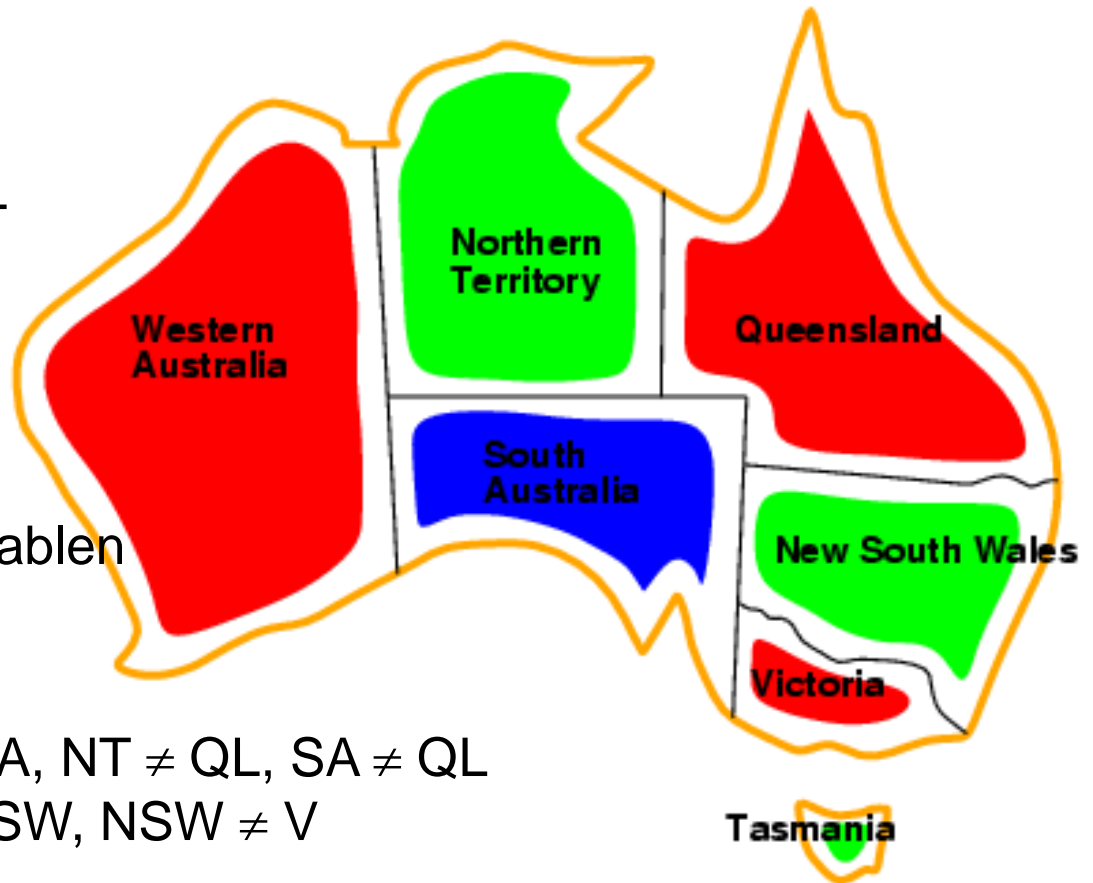 Northern
Territory
Western
Australia
Queensland
South
Australia
ablen
New South Wales
Victoria
A, NT ≠ QL, SA ≠ QL
SW, NSW ≠ V
Tasmania